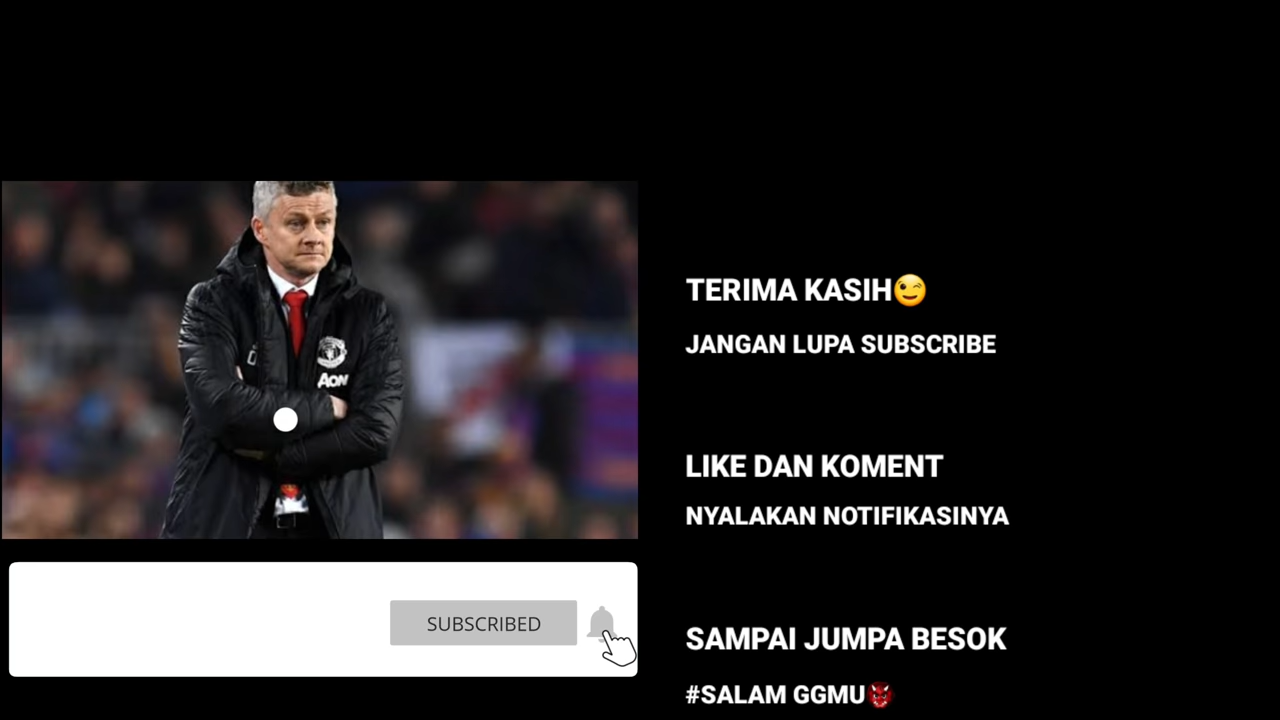 AON
SUBSCRIBED
TERIMA KASIH😉
JANGAN LUPA SUBSCRIBE
LIKE DAN KOMENT
NYALAKAN NOTIFIKASINYA
SAMPAI JUMPA BESOK
#SALAM GGMU👹